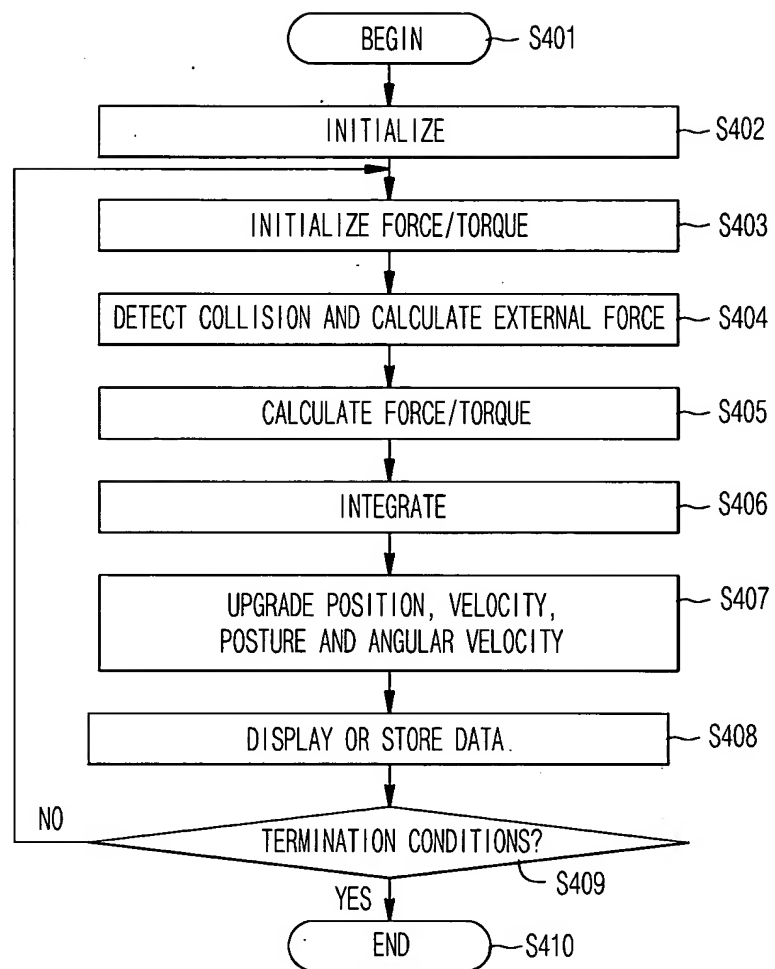 BEGIN
S401
INITIALIZE
S402
INITIALIZE FORCE/TORQUE
S403
DETECT COLLISION AND CALCULATE EXTERNAL FORCE
S404
CALCULATE FORCE/TORQUE
S405
INTEGRATE
S406
UPGRADE POSITION, VELOCITY,
POSTURE AND ANGULAR VELOCITY
S407
DISPLAY OR STORE DATA.
S408
NO
TERMINATION CONDITIONS?
S409
YES
END
S410